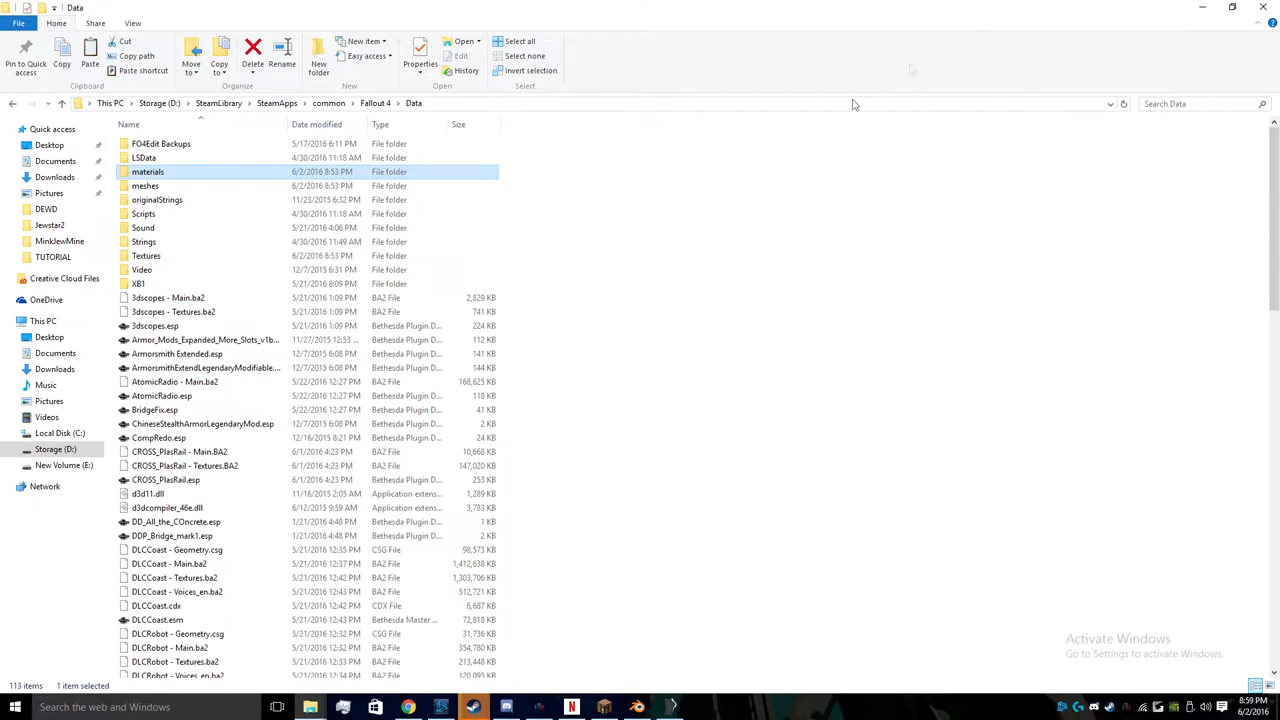 Data
File Home Share View
Pin to Quick access
Copy
Paste
Cut
Copy path
Paste shortcut
Clipboard
Move to
Copy to
Delete
Rename
Organize
New folder
New item
Easy access
New
Properties
Open
Edit
History
Open
Select all
Select none
Invert selection
Select
This PC > Storage (D:) > SteamLibrary > SteamApps > common > Fallout 4 > Data
Search Data
Quick access
Desktop
Documents
Downloads
Pictures
DEWD
Jewstar2
MinkJewMine
TUTORIAL
Creative Cloud Files
OneDrive
This PC
Desktop
Documents
Downloads
Music
Pictures
Videos
Local Disk (C:)
Storage (D:)
New Volume (E:)
Network
Name Date modified Type Size
FO4Edit Backups 5/17/2016 6:11 PM File folder
LSData 4/30/2016 11:18 AM File folder
materials 6/2/2016 8:53 PM File folder
meshes 6/2/2016 8:53 PM File folder
originalStrings 11/23/2015 6:32 PM File folder
Scripts 4/30/2016 11:18 AM File folder
Sound 5/21/2016 4:06 PM File folder
Strings 4/30/2016 11:49 AM File folder
Textures 6/2/2016 8:53 PM File folder
Video 12/7/2015 6:31 PM File folder
XB1 5/21/2016 8:09 PM File folder
3dscopes - Main.ba2 5/21/2016 1:09 PM BA2 File 2,829 KB
3dscopes - Textures.ba2 5/21/2016 1:09 PM BA2 File 741 KB
3dscopes.esp 5/21/2016 1:09 PM Bethesda Plugin D... 224 KB
Armor_Mods_Expanded_More_Slots_v1b... 11/27/2015 12:53 ... Bethesda Plugin D... 112 KB
Armorsmith Extended.esp 12/7/2015 6:08 PM Bethesda Plugin D... 141 KB
ArmorsmithExtendLegendaryModifiable.... 12/7/2015 6:08 PM Bethesda Plugin D... 144 KB
AtomicRadio - Main.ba2 5/22/2016 12:27 PM BA2 File 168,625 KB
AtomicRadio.esp 5/22/2016 12:27 PM Bethesda Plugin D... 118 KB
BridgeFix.esp 5/22/2016 12:27 PM Bethesda Plugin D... 41 KB
ChineseStealthArmorLegendaryMod.esp 12/7/2015 6:08 PM Bethesda Plugin D... 2 KB
CompRedo.esp 12/16/2015 8:21 PM Bethesda Plugin D... 24 KB
CROSS_PlasRail - Main.BA2 6/1/2016 4:23 PM BA2 File 10,668 KB
CROSS_PlasRail - Textures.BA2 6/1/2016 4:23 PM BA2 File 147,020 KB
CROSS_PlasRail.esp 6/1/2016 4:23 PM Bethesda Plugin D... 253 KB
d3d11.dll 11/16/2015 2:05 AM Application extens... 1,289 KB
d3dcompiler_46e.dll 6/12/2015 9:59 AM Application extens... 3,783 KB
DD_All_the_COncrete.esp 1/21/2016 4:48 PM Bethesda Plugin D... 1 KB
DDP_Bridge_mark1.esp 1/21/2016 4:48 PM Bethesda Plugin D... 2 KB
DLCCoast - Geometry.csg 5/21/2016 12:35 PM CSG File 98,573 KB
DLCCoast - Main.ba2 5/21/2016 12:37 PM BA2 File 1,412,638 KB
DLCCoast - Textures.ba2 5/21/2016 12:42 PM BA2 File 1,303,706 KB
DLCCoast - Voices_en.ba2 5/21/2016 12:37 PM BA2 File 512,721 KB
DLCCoast.cdx 5/21/2016 12:42 PM CDX File 6,687 KB
DLCCoast.esm 5/21/2016 12:43 PM Bethesda Master ... 72,818 KB
DLCRobot - Geometry.csg 5/21/2016 12:32 PM CSG File 31,736 KB
DLCRobot - Main.ba2 5/21/2016 12:32 PM BA2 File 354,780 KB
DLCRobot - Textures.ba2 5/21/2016 12:33 PM BA2 File 213,448 KB
DLCRobot - Voices_en.ba2 5/21/2016 12:34 PM BA2 File 120,095 KB
Activate Windows
Go to Settings to activate Windows.
113 items 1 item selected
Search the web and Windows
8:59 PM
6/2/2016